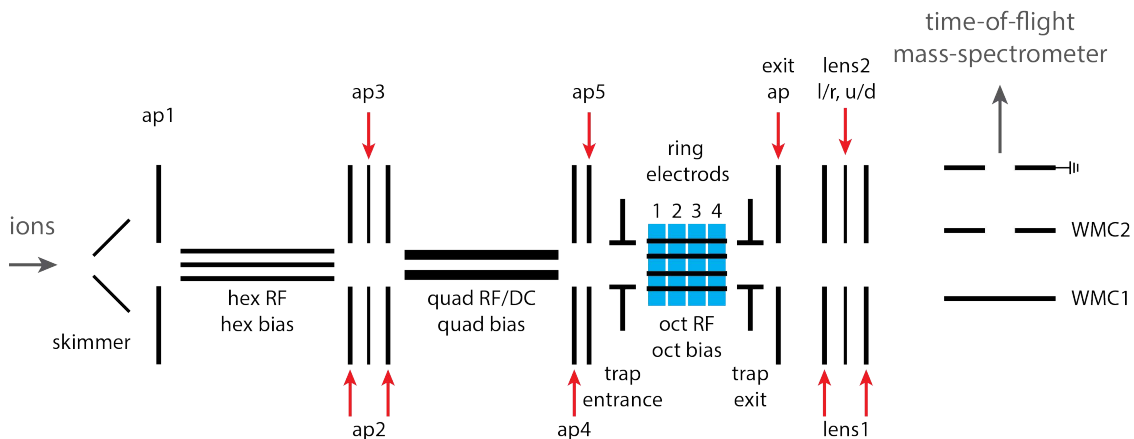 time-of-flight
mass-spectrometer
exit
ap
lens2
l/r, u/d
ap1
ap3
ap5
ring
electrods
1 2 3 4
ions
WMC2
WMC1
hex RF
hex bias
quad RF/DC
quad bias
oct RF
oct bias
skimmer
trap
entrance
trap
exit
ap2
ap4
lens1